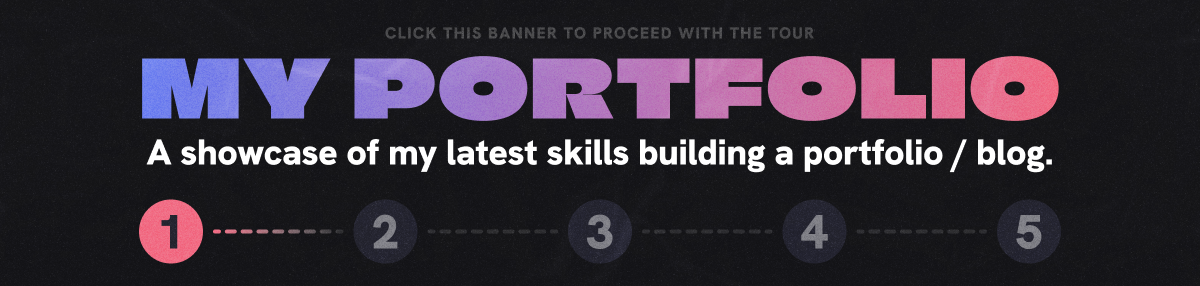 CLICK THIS BANNER TO PROCEED WITH THE TOUR
MY PORTFOLIO
A showcase of my latest skills building a portfolio / blog.
1 2 3 4 5